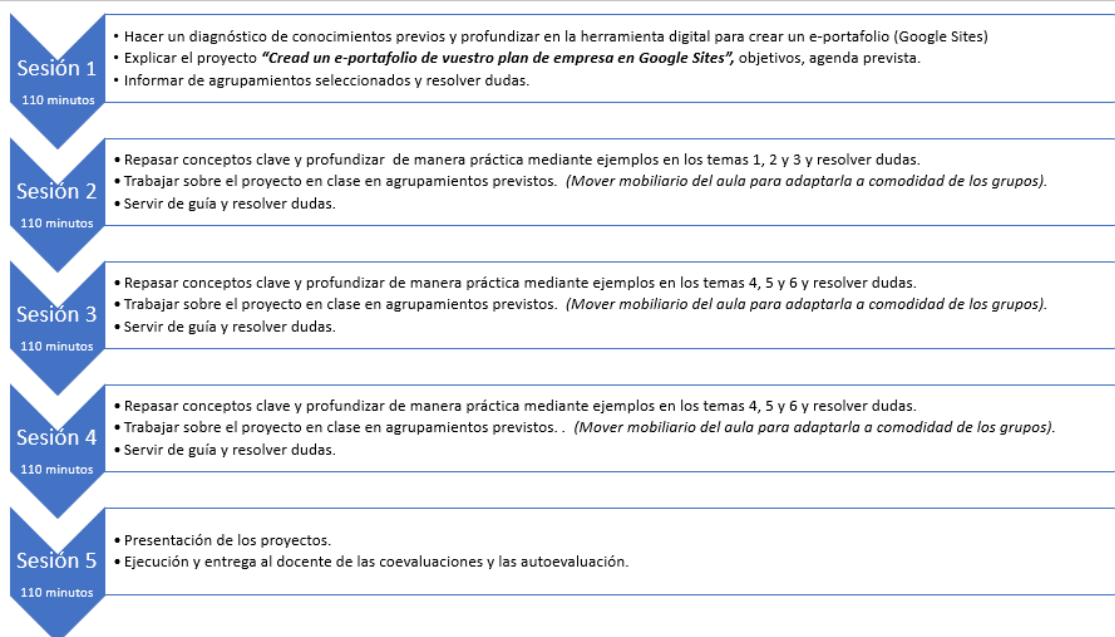 Sesión 1
110 minutos
• Hacer un diagnóstico de conocimientos previos y profundizar en la herramienta digital para crear un e-portafolio (Google Sites)
• Explicar el proyecto “Cread un e-portafolio de vuestro plan de empresa en Google Sites”, objetivos, agenda prevista.
• Informar de agrupamientos seleccionados y resolver dudas.
Sesión 2
110 minutos
• Repasar conceptos clave y profundizar de manera práctica mediante ejemplos en los temas 1, 2 y 3 y resolver dudas.
• Trabajar sobre el proyecto en clase en agrupamientos previstos. (Mover mobiliario del aula para adaptarla a comodidad de los grupos).
• Servir de guía y resolver dudas.
Sesión 3
110 minutos
• Repasar conceptos clave y profundizar de manera práctica mediante ejemplos en los temas 4, 5 y 6 y resolver dudas.
• Trabajar sobre el proyecto en clase en agrupamientos previstos. (Mover mobiliario del aula para adaptarla a comodidad de los grupos).
• Servir de guía y resolver dudas.
Sesión 4
110 minutos
• Repasar conceptos clave y profundizar de manera práctica mediante ejemplos en los temas 4, 5 y 6 y resolver dudas.
• Trabajar sobre el proyecto en clase en agrupamientos previstos. . (Mover mobiliario del aula para adaptarla a comodidad de los grupos).
• Servir de guía y resolver dudas.
Sesión 5
110 minutos
• Presentación de los proyectos.
• Ejecución y entrega al docente de las coevaluaciones y las autoevaluación.